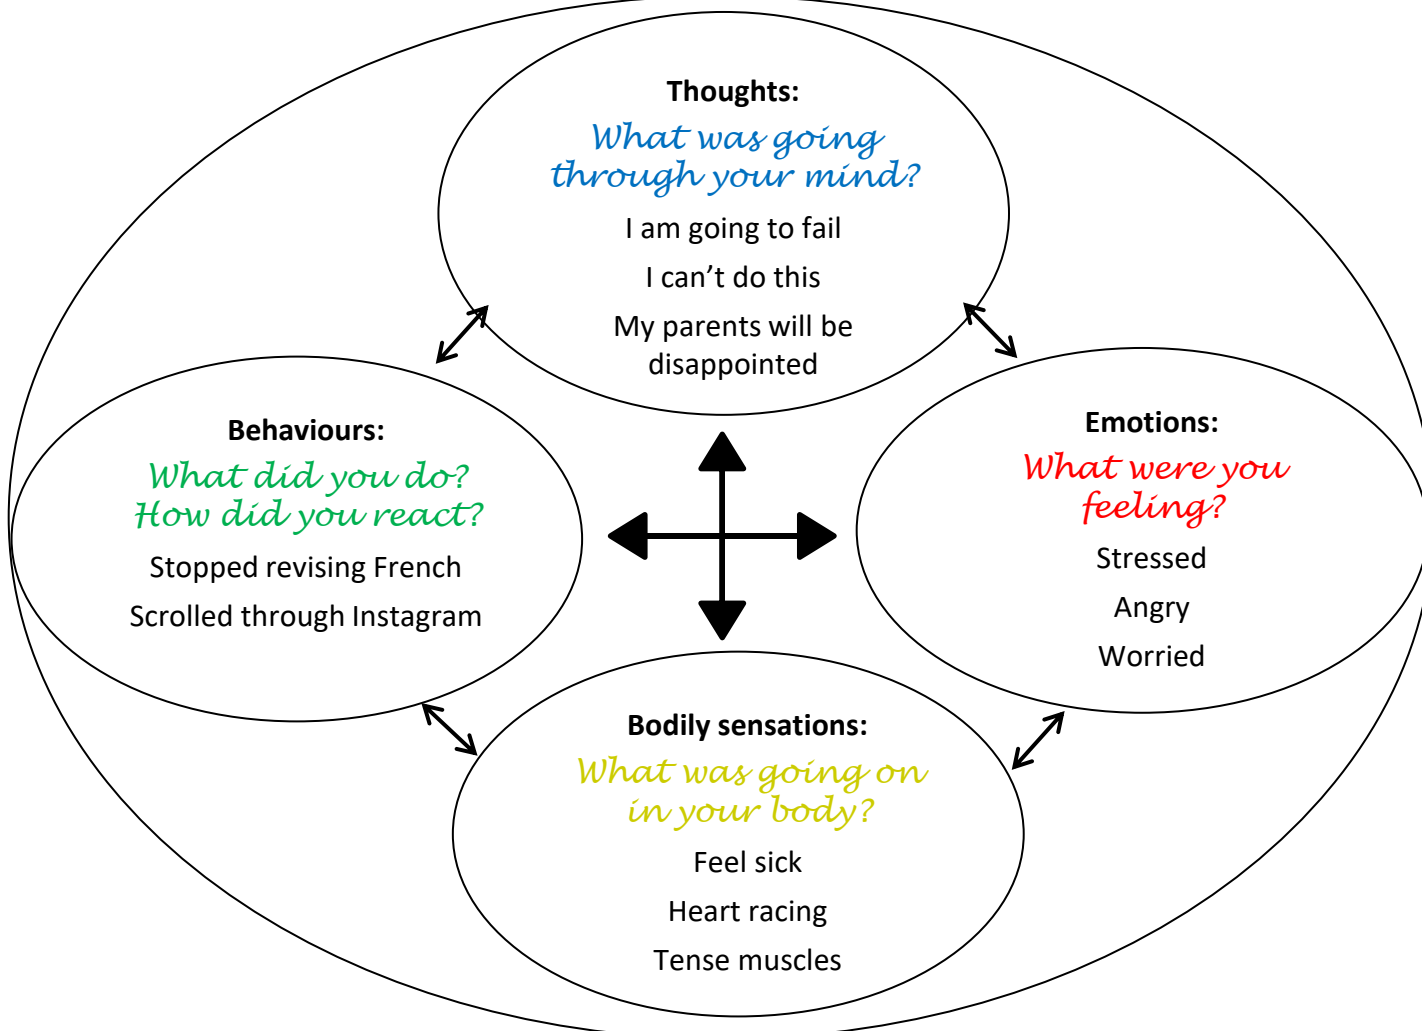 Thoughts:
What was going
through your mind?
I am going to fail
I can’t do this
My parents will be
disappointed
Behaviours:
What did you do?
How did you react?
Stopped revising French
Scrolled through Instagram
Emotions:
What were you
feeling?
Stressed
Angry
Worried
Bodily sensations:
What was going on
in your body?
Feel sick
Heart racing
Tense muscles